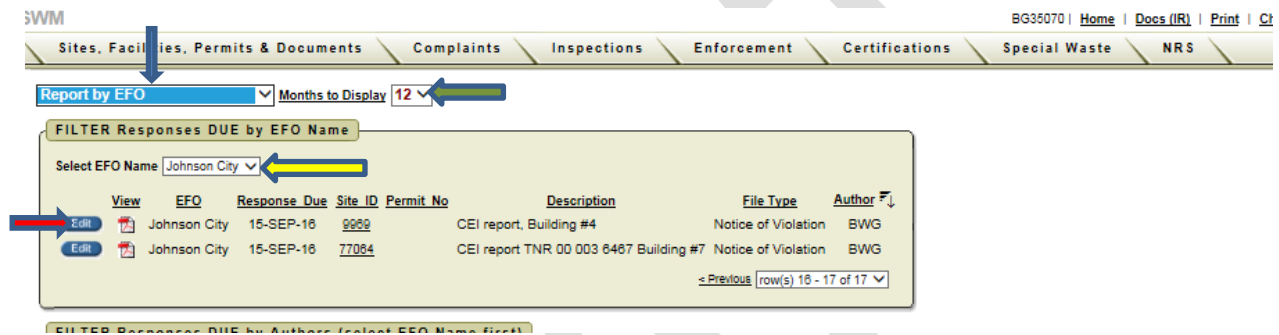 SWM
BG35070 | Home | Docs (IR) | Print | Ch
Sites, Facilities, Permits & Documents Complaints Inspections Enforcement Certifications Special Waste NRS
Report by EFO Months to Display 12
FILTER Responses DUE by EFO Name
Select EFO Name Johnson City
View EFO Response Due Site ID Permit No Description File Type Author
Edit Johnson City 15-SEP-16 9969 CEI report, Building #4 Notice of Violation BWG
Edit Johnson City 15-SEP-16 77064 CEI report TNR 00 003 6467 Building #7 Notice of Violation BWG
< Previous row(s) 16 - 17 of 17
FILTER Responses DUE by Authors (select EFO Name first)